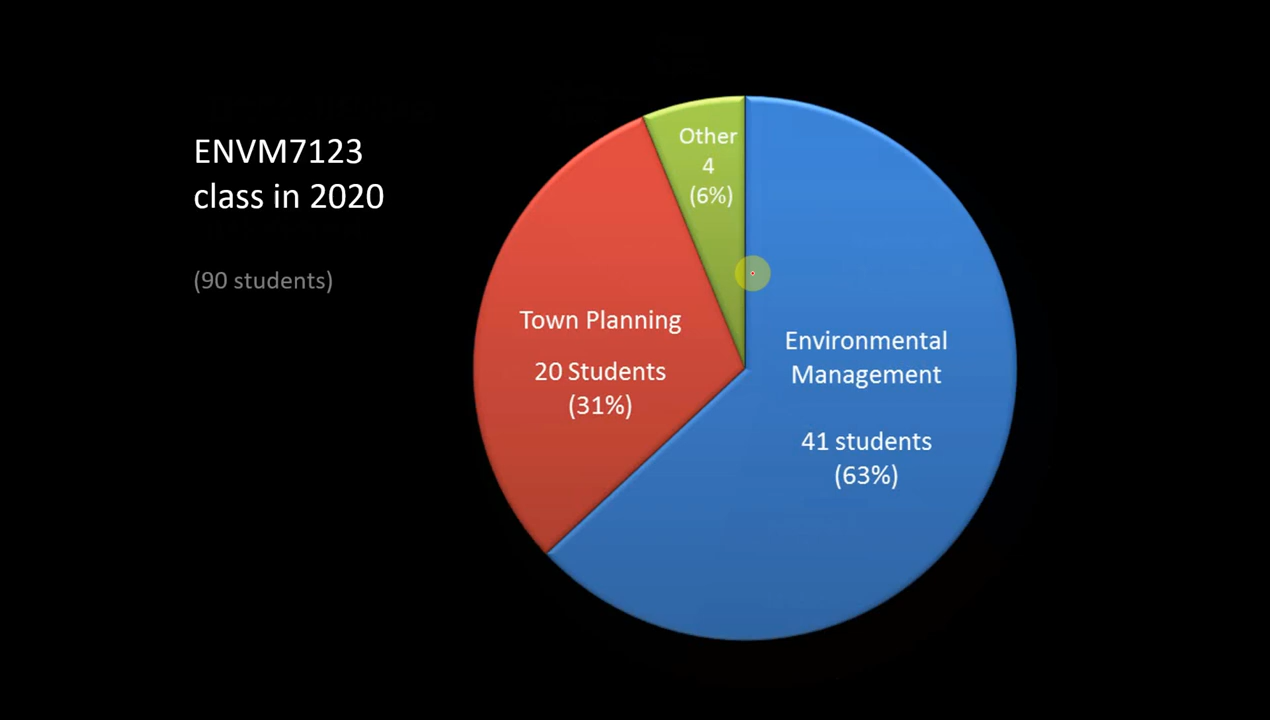 ENVM7123
class in 2020
(90 students)
Other
4
(6%)
Town Planning
20 Students
(31%)
Environmental
Management
41 students
(63%)